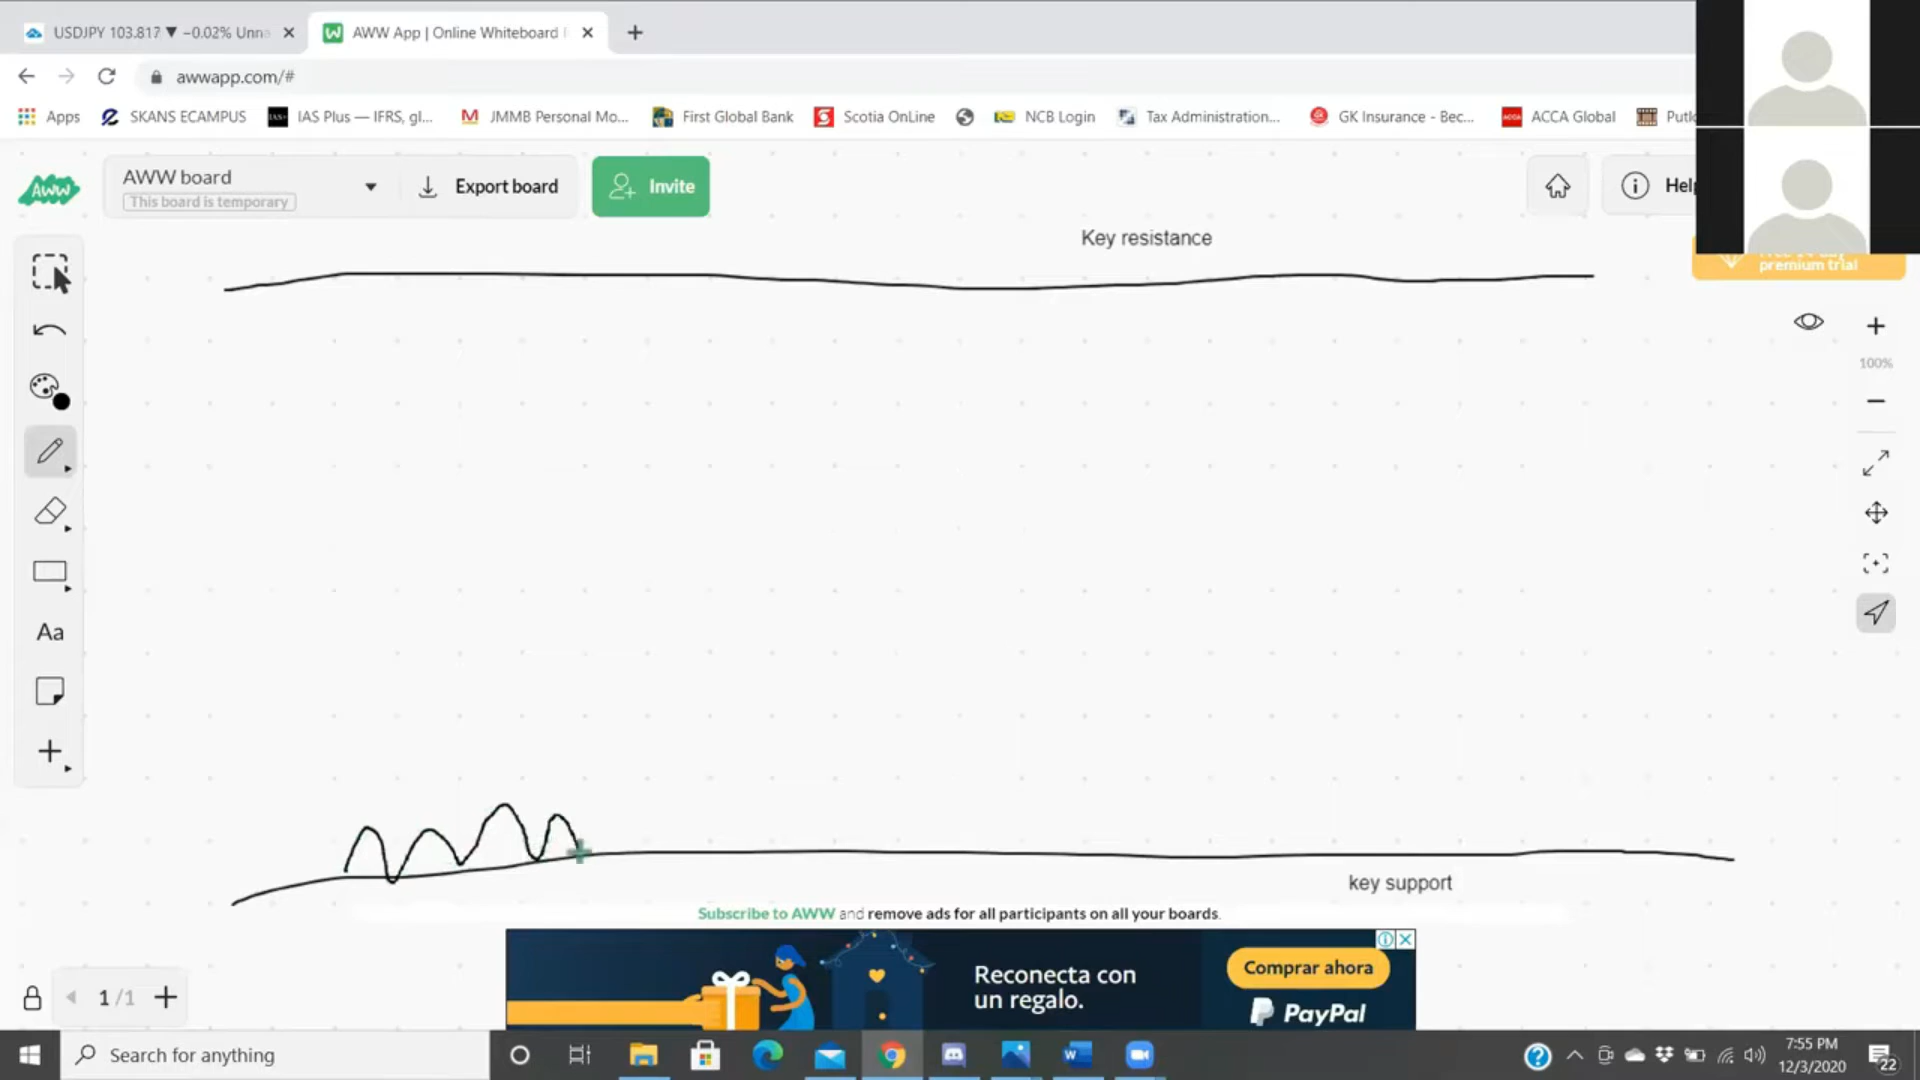 USDJPY 103.817 ▼ −0.02% Unna
AWW App | Online Whiteboard
awwapp.com/#
Apps
SKANS ECAMPUS
IAS Plus — IFRS, gl...
JMMB Personal Mo...
First Global Bank
Scotia OnLine
NCB Login
Tax Administration...
GK Insurance - Bec...
ACCA Global
AWW
AWW board
This board is temporary
Export board
Invite
Help
premium trial
Key resistance
100%
Aa
key support
Subscribe to AWW and remove ads for all participants on all your boards.
Reconecta con
un regalo.
Comprar ahora
PayPal
1 /1
Search for anything
7:55 PM
12/3/2020
22